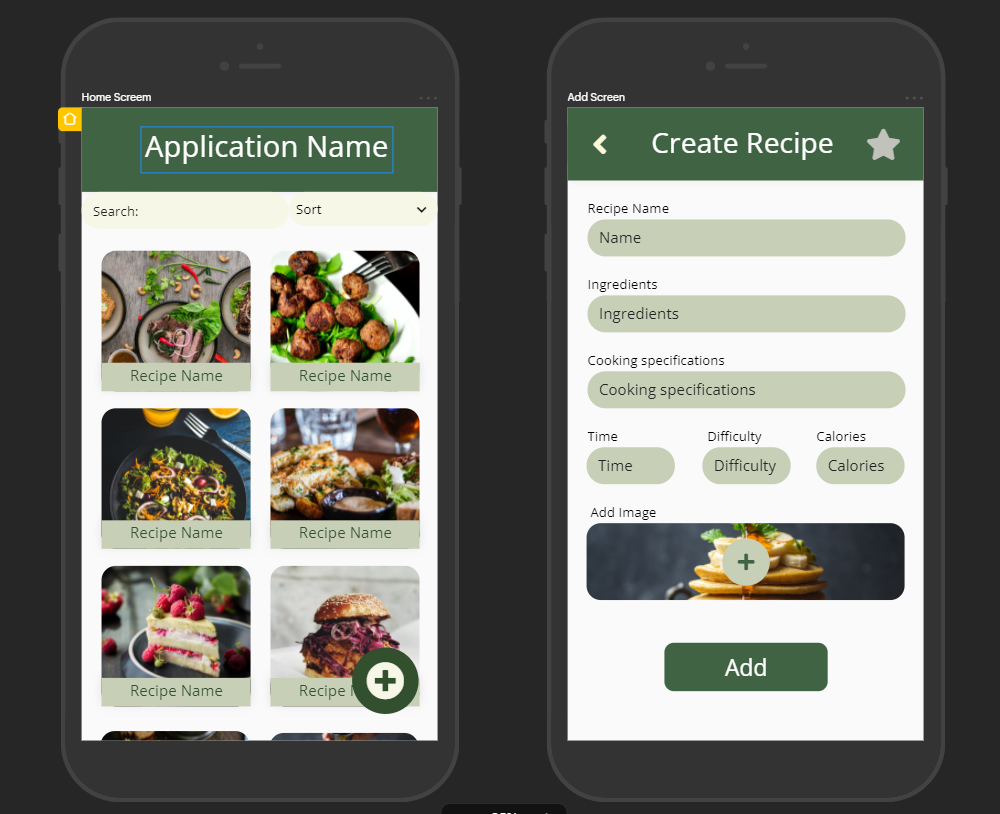 Home Screem
Application Name
Search:
Sort
Recipe Name
Recipe Name
Recipe Name
Recipe Name
Recipe Name
Recipe
Add Screen
Create Recipe
Recipe Name
Name
Ingredients
Ingredients
Cooking specifications
Cooking specifications
Time
Difficulty
Calories
Time
Difficulty
Calories
Add Image
Add